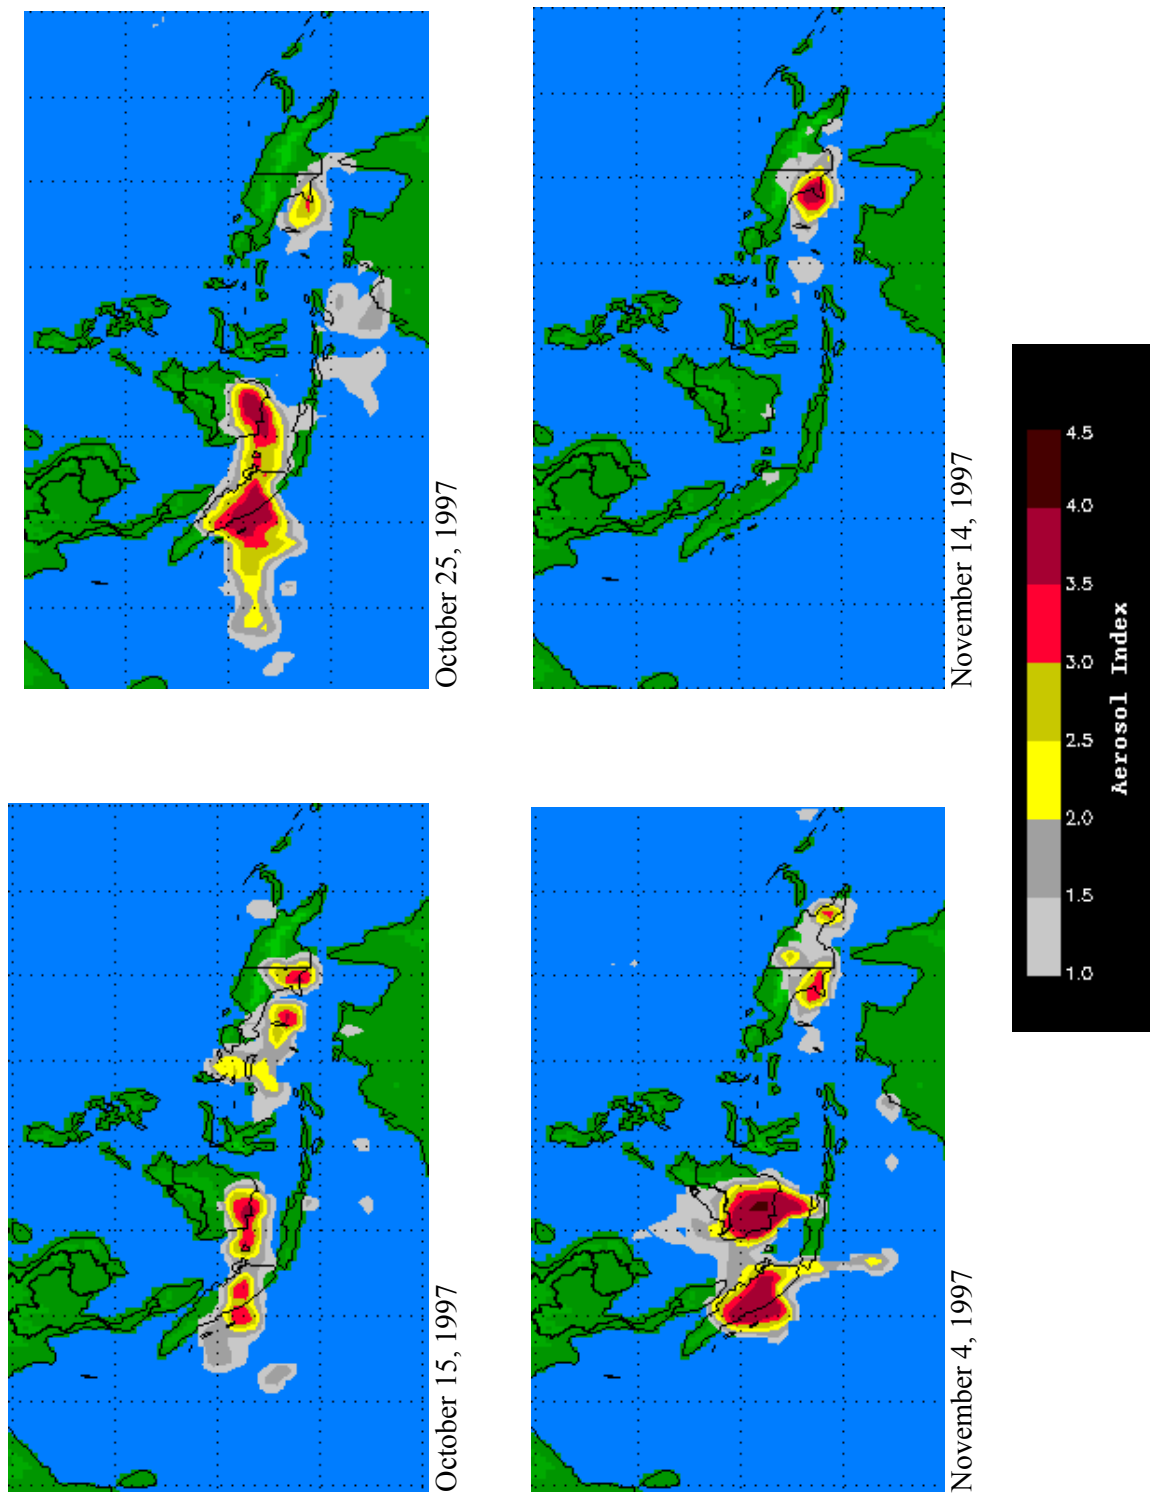 October 15, 1997
October 25, 1997
November 4, 1997
November 14, 1997
1.0 1.5 2.0 2.5 3.0 3.5 4.0 4.5
Aerosol Index